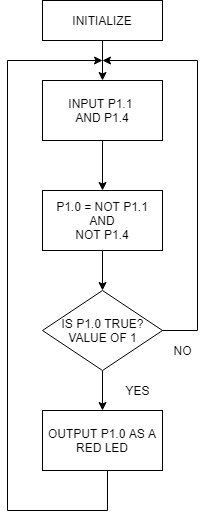 INITIALIZE
INPUT P1.1
AND P1.4
P1.0 = NOT P1.1
AND
NOT P1.4
IS P1.0 TRUE?
VALUE OF 1
NO
YES
OUTPUT P1.0 AS A
RED LED